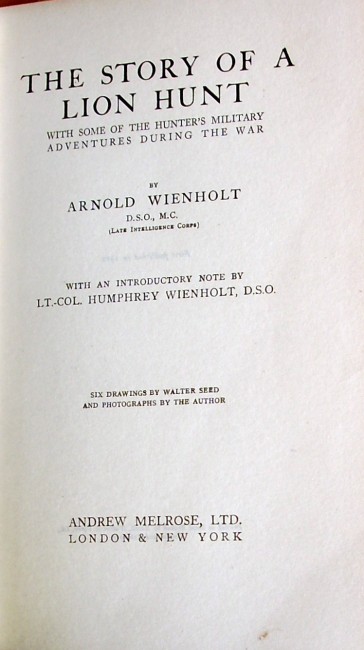 THE STORY OF A
LION HUNT
WITH SOME OF THE HUNTER'S MILITARY
ADVENTURES DURING THE WAR
BY
ARNOLD WIENHOLT
D.S.O., M.C.
(LATE INTELLIGENCE CORPS)
WITH AN INTRODUCTORY NOTE BY
LT.-COL. HUMPHREY WIENHOLT, D.S.O.
SIX DRAWINGS BY WALTER SEED
AND PHOTOGRAPHS BY THE AUTHOR
ANDREW MELROSE, LTD.
LONDON & NEW YORK